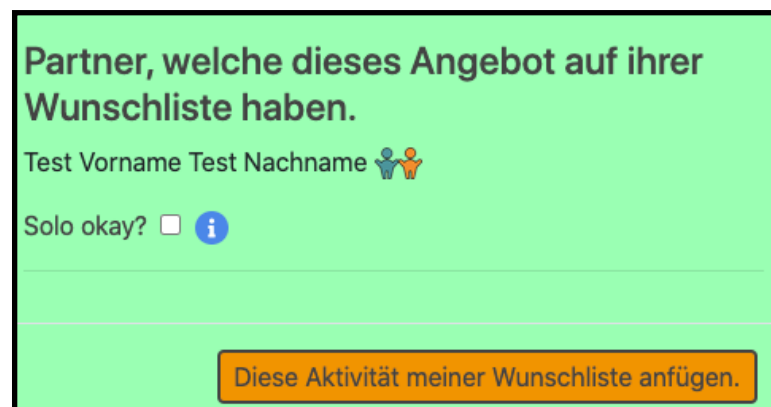 Partner, welche dieses Angebot auf ihrer
Wunschliste haben.
Test Vorname Test Nachname
Solo okay?
Diese Aktivität meiner Wunschliste anfügen.